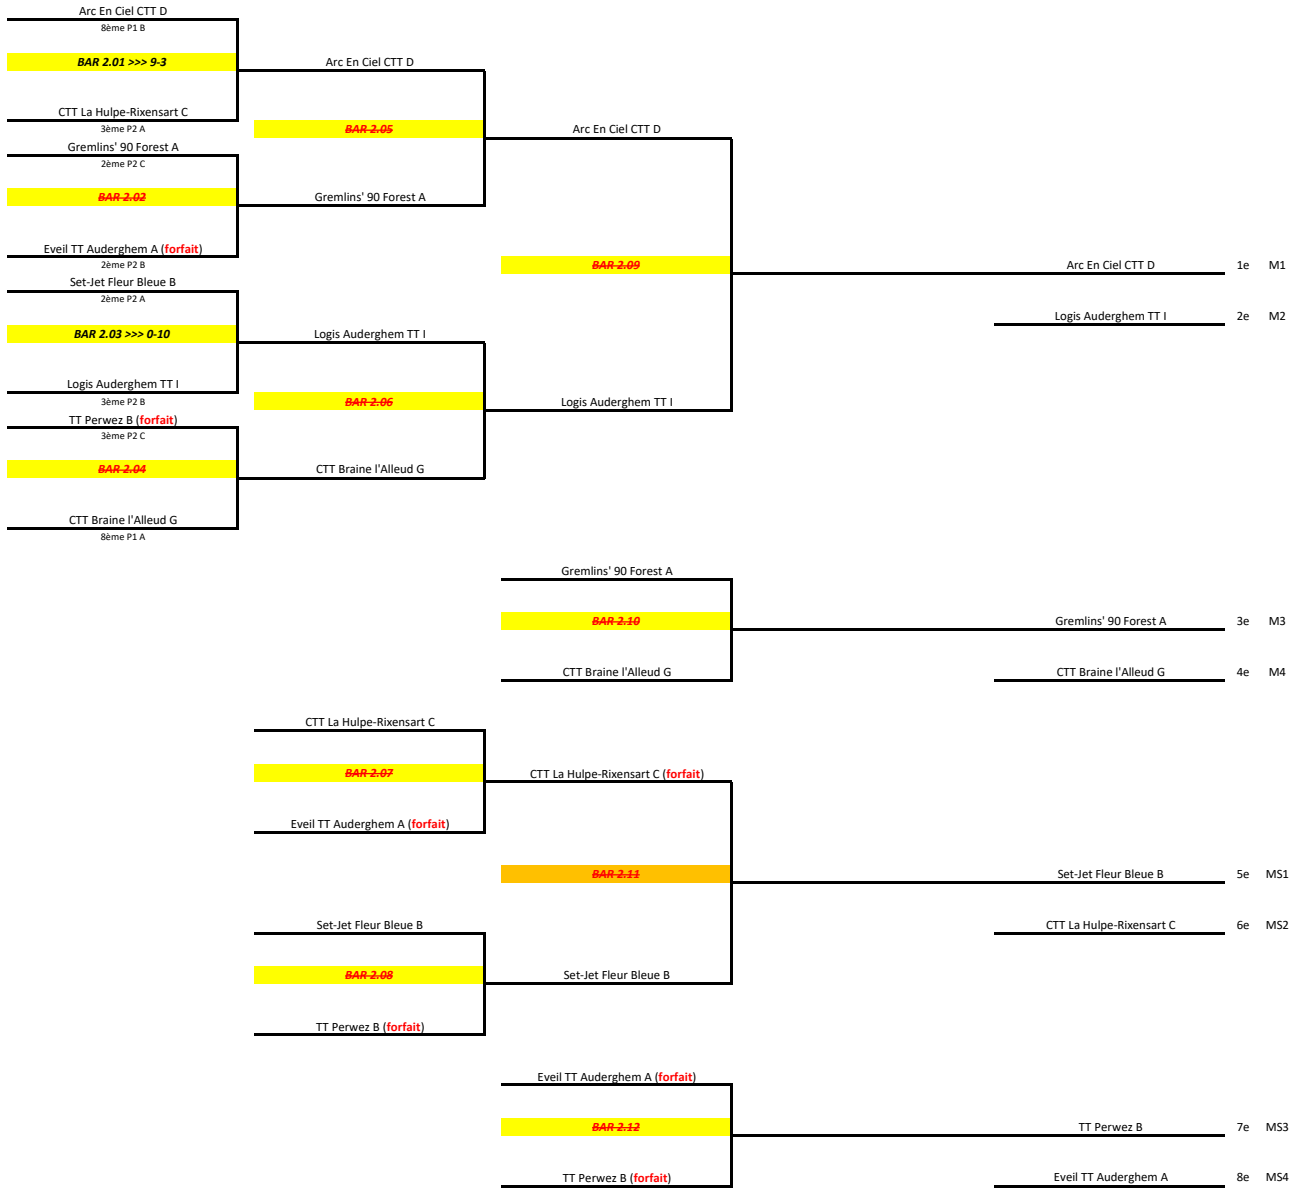 Arc En Ciel CTT D
8ème P1 B
BAR 2.01 >>> 9-3
Arc En Ciel CTT D
CTT La Hulpe-Rixensart C
3ème P2 A
BAR 2.05
Arc En Ciel CTT D
Gremlins' 90 Forest A
2ème P2 C
BAR 2.02
Gremlins' 90 Forest A
Eveil TT Auderghem A (forfait)
2ème P2 B
BAR 2.09
Arc En Ciel CTT D 1e M1
Set-Jet Fleur Bleue B
2ème P2 A
Logis Auderghem TT I 2e M2
BAR 2.03 >>> 0-10
Logis Auderghem TT I
Logis Auderghem TT I
3ème P2 B
BAR 2.06
Logis Auderghem TT I
TT Perwez B (forfait)
3ème P2 C
BAR 2.04
CTT Braine l'Alleud G
CTT Braine l'Alleud G
8ème P1 A
Gremlins' 90 Forest A
BAR 2.10
Gremlins' 90 Forest A 3e M3
CTT Braine l'Alleud G
CTT Braine l'Alleud G 4e M4
CTT La Hulpe-Rixensart C
BAR 2.07
CTT La Hulpe-Rixensart C (forfait)
Eveil TT Auderghem A (forfait)
BAR 2.11
Set-Jet Fleur Bleue B 5e MS1
Set-Jet Fleur Bleue B
CTT La Hulpe-Rixensart C 6e MS2
BAR 2.08
Set-Jet Fleur Bleue B
TT Perwez B (forfait)
Eveil TT Auderghem A (forfait)
BAR 2.12
TT Perwez B 7e MS3
TT Perwez B (forfait)
Eveil TT Auderghem A 8e MS4